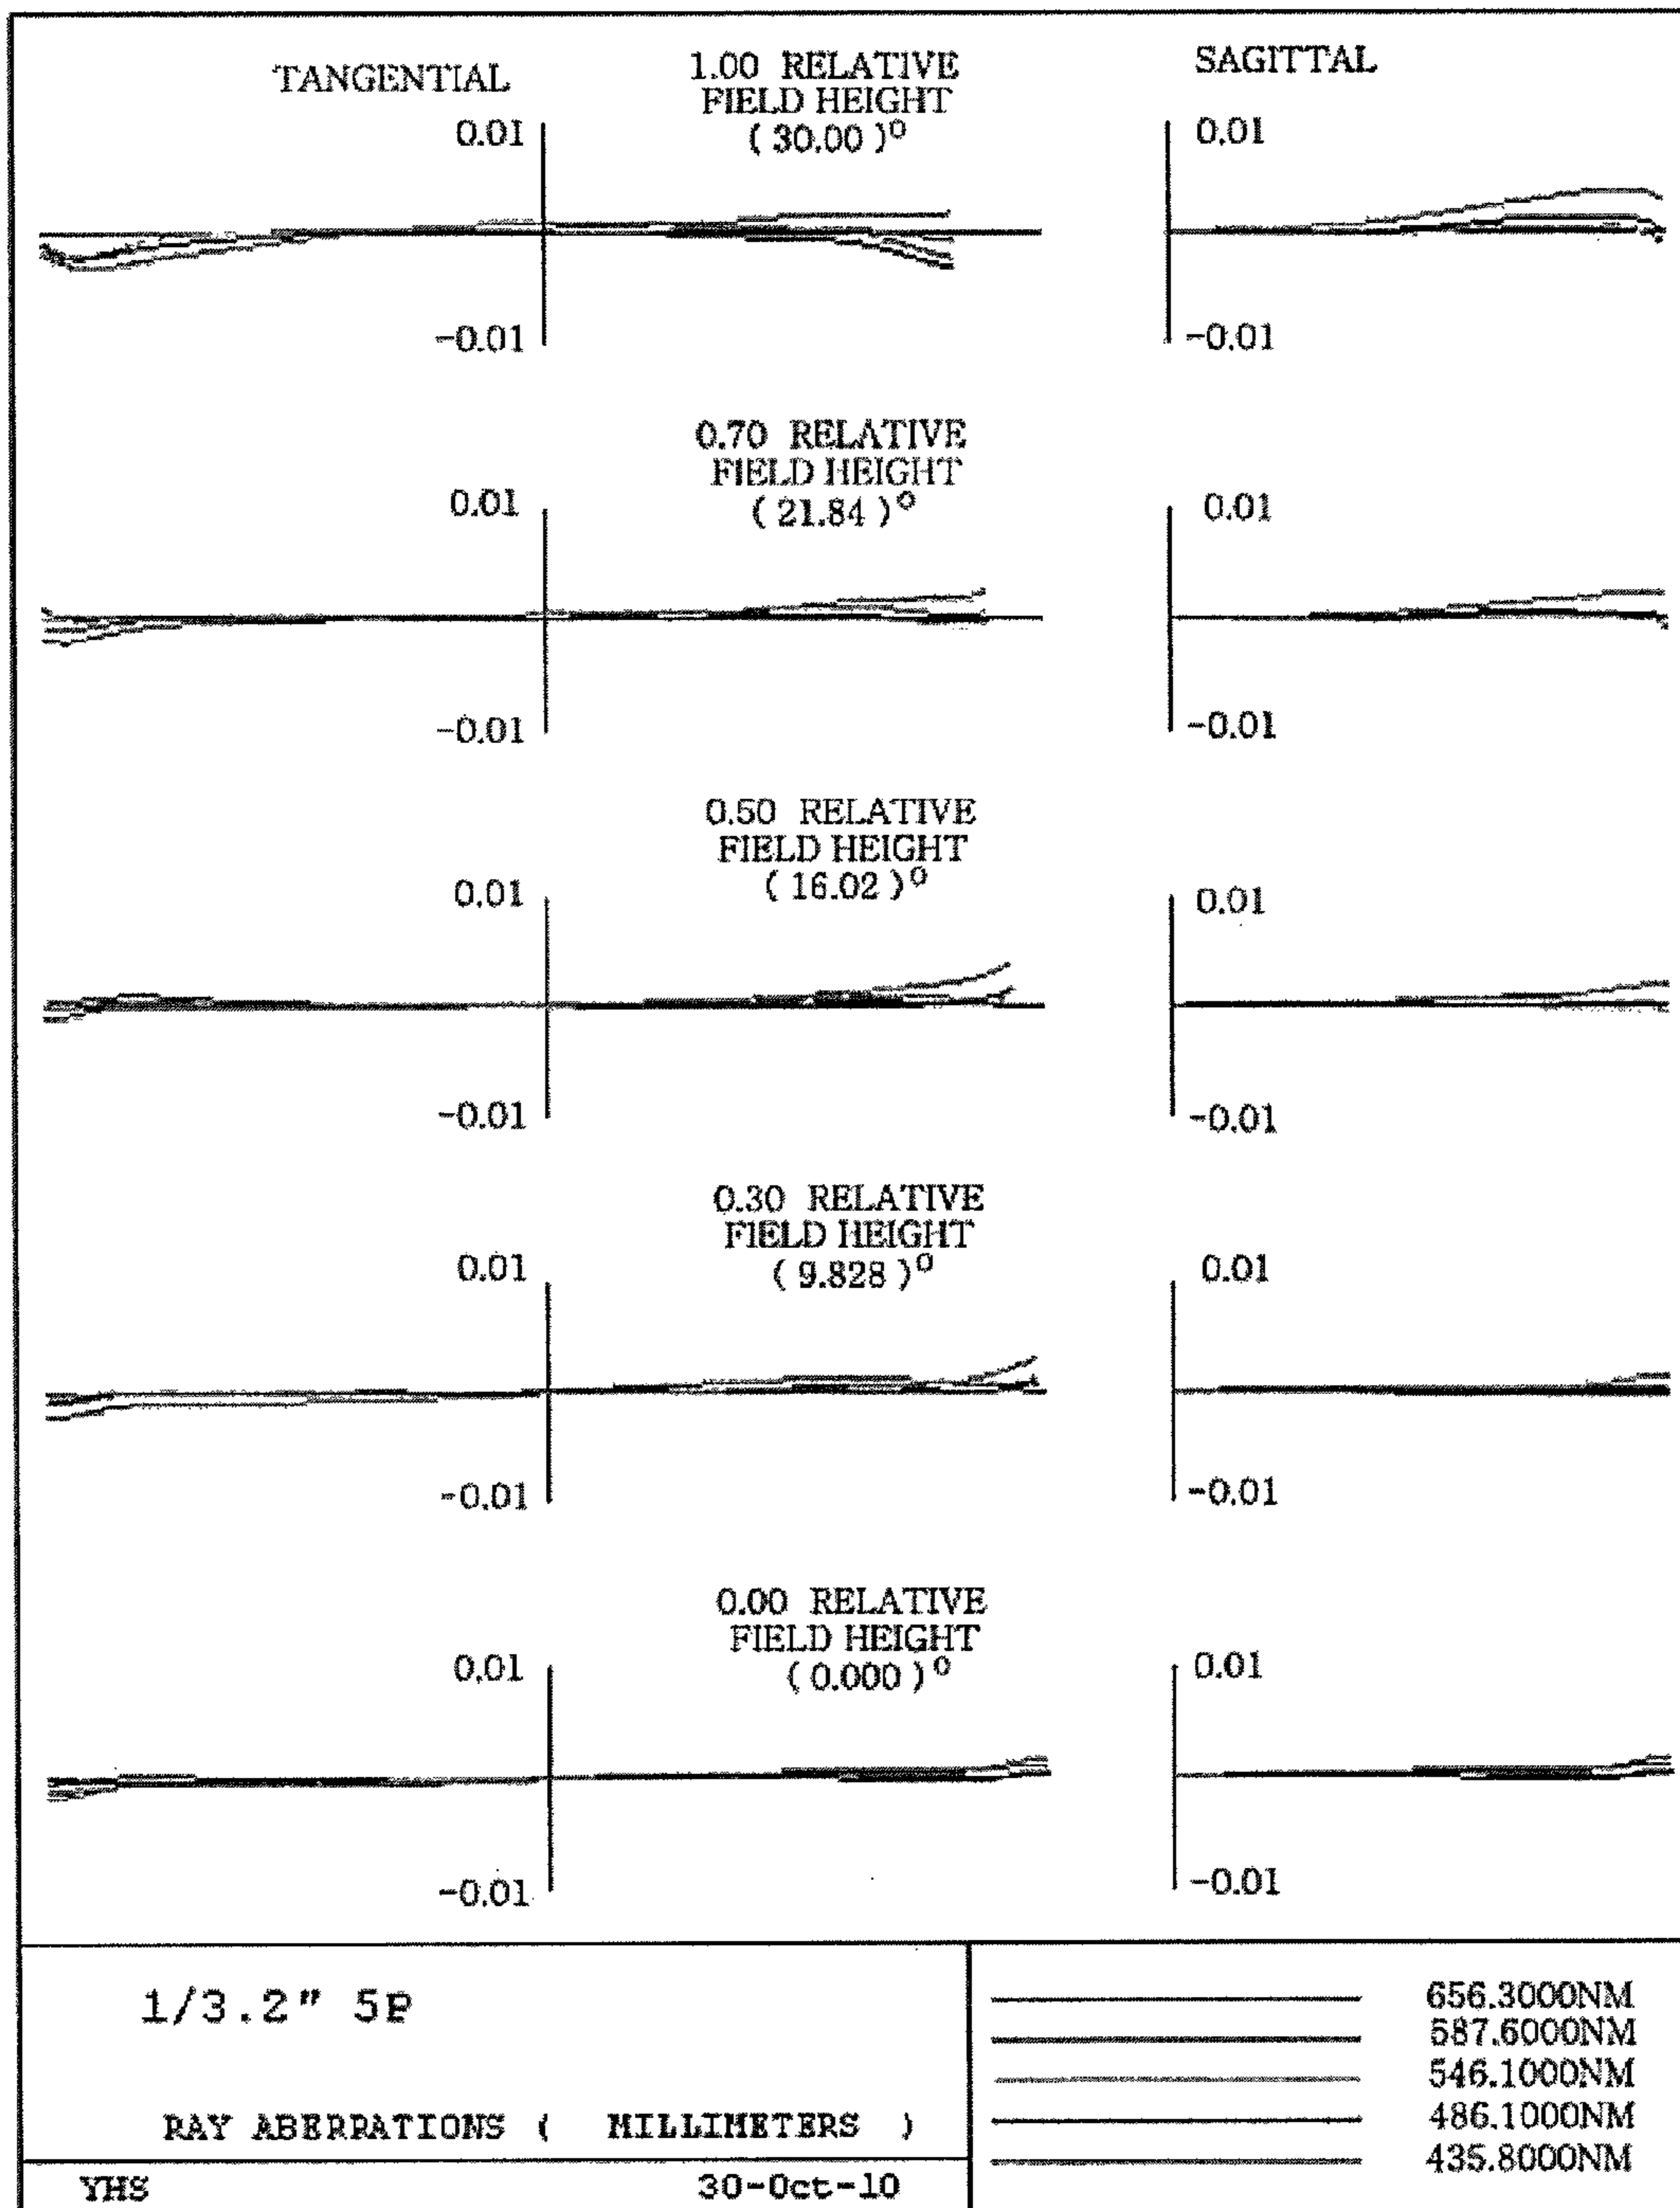 TANGENTIAL
1.00 RELATIVE
FIELD HEIGHT
( 30.00 )º
SAGITTAL
0.01
0.01
-0.01
-0.01
0.70 RELATIVE
FIELD HEIGHT
( 21.84 )º
0.01
0.01
-0.01
-0.01
0.50 RELATIVE
FIELD HEIGHT
( 16.02 )º
0.01
0.01
-0.01
-0.01
0.30 RELATIVE
FIELD HEIGHT
( 9.828 )º
0.01
0.01
-0.01
-0.01
0.00 RELATIVE
FIELD HEIGHT
( 0.000 )º
0.01
0.01
-0.01
-0.01
1/3.2" 5P
RAY ABERRATIONS ( MILLIMETERS )
YHS 30-Oct-10
656.3000NM
587.6000NM
546.1000NM
486.1000NM
435.8000NM